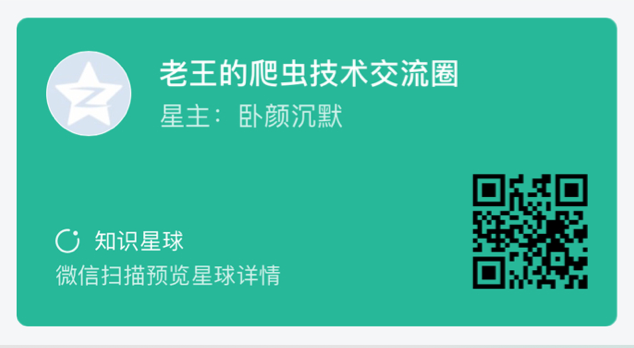 老王的爬虫技术交流圈
星主：卧颜沉默
知识星球
微信扫描预览星球详情